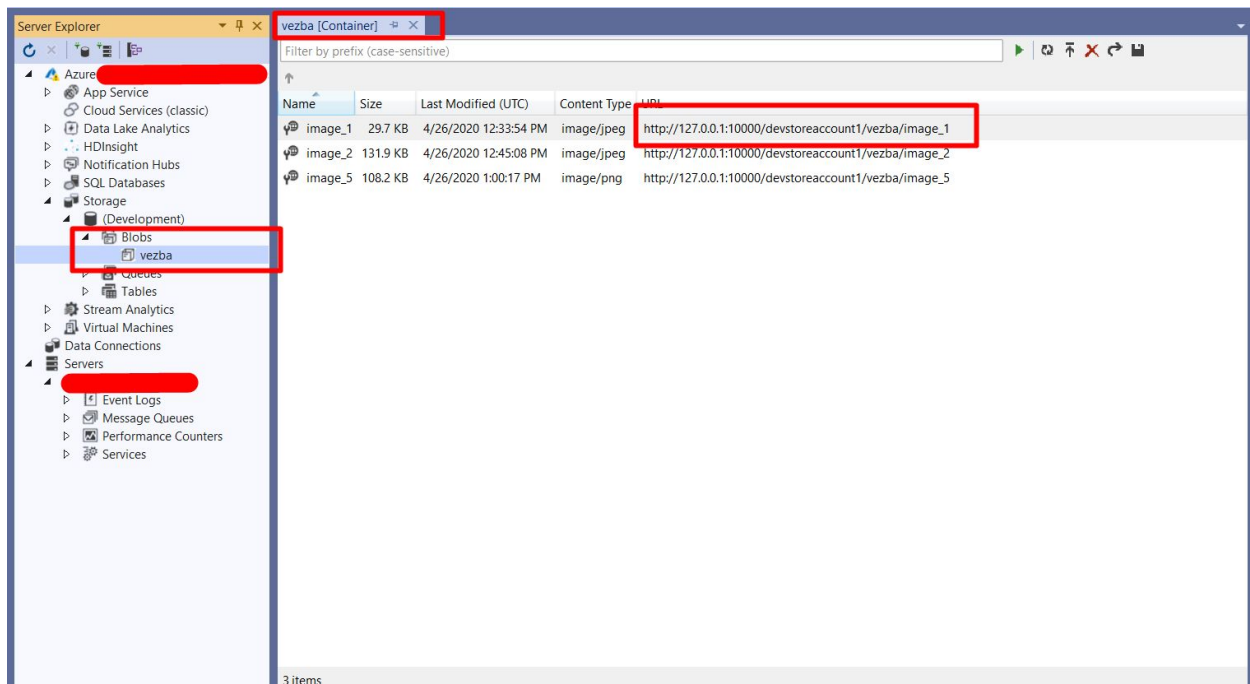 Server Explorer
Azure
App Service
Cloud Services (classic)
Data Lake Analytics
HDInsight
Notification Hubs
SQL Databases
Storage
(Development)
Blobs
vezba
Queues
Tables
Stream Analytics
Virtual Machines
Data Connections
Servers
Event Logs
Message Queues
Performance Counters
Services
vezba [Container]
Filter by prefix (case-sensitive)
Name Size Last Modified (UTC) Content Type URL
image_1 29.7 KB 4/26/2020 12:33:54 PM image/jpeg http://127.0.0.1:10000/devstoreaccount1/vezba/image_1
image_2 131.9 KB 4/26/2020 12:45:08 PM image/jpeg http://127.0.0.1:10000/devstoreaccount1/vezba/image_2
image_5 108.2 KB 4/26/2020 1:00:17 PM image/png http://127.0.0.1:10000/devstoreaccount1/vezba/image_5
3 items